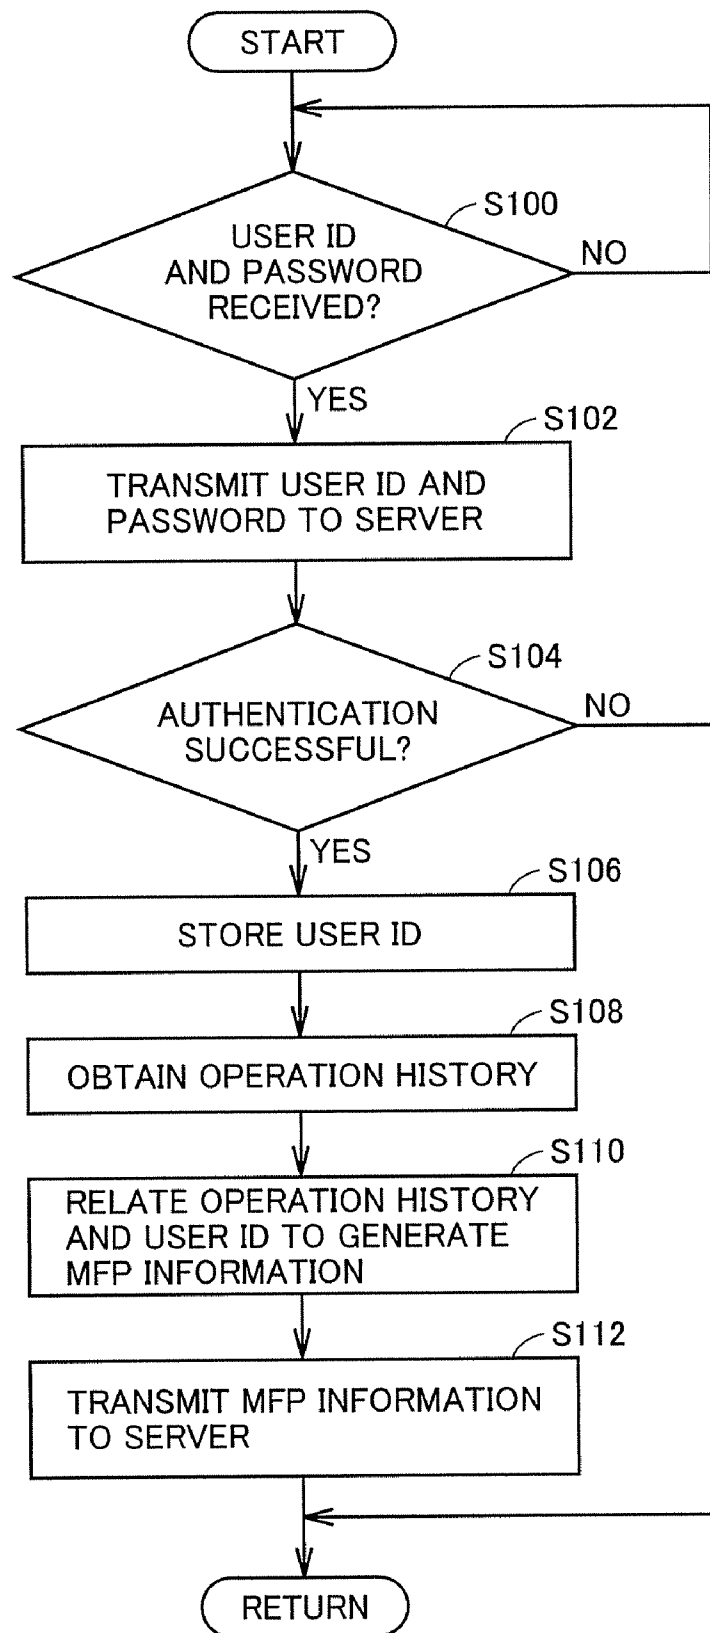 START
S100
USER ID
AND PASSWORD
RECEIVED?
NO
YES
S102
TRANSMIT USER ID AND
PASSWORD TO SERVER
S104
AUTHENTICATION
SUCCESSFUL?
NO
YES
S106
STORE USER ID
S108
OBTAIN OPERATION HISTORY
S110
RELATE OPERATION HISTORY
AND USER ID TO GENERATE
MFP INFORMATION
S112
TRANSMIT MFP INFORMATION
TO SERVER
RETURN